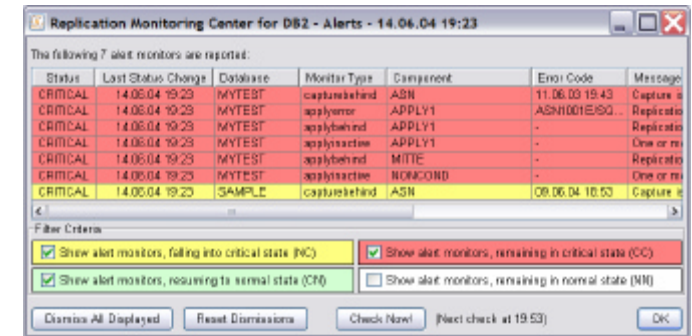 Replication Monitoring Center for DB2 - Alerts - 14.06.04 19:23
The following 7 alert monitors are reported:
Status Last Status Change Database Monitor Type Component Error Code Message
CRITICAL 14.06.04 19:23 MYTEST capturebehind ASN 11.06.03 19:43 Capture is
CRITICAL 14.06.04 19:23 MYTEST applyerror APPLY1 ASN1001E/SQ... Replicatio
CRITICAL 14.06.04 19:23 MYTEST applybehind APPLY1 - Replicatio
CRITICAL 14.06.04 19:23 MYTEST applyinactive APPLY1 - One or mo
CRITICAL 14.06.04 19:23 MYTEST applybehind MITTE - Replicatio
CRITICAL 14.06.04 19:23 MYTEST applyinactive NONCOND - One or mo
CRITICAL 14.06.04 19:23 SAMPLE capturebehind ASN 09.06.04 18:53 Capture is
Filter Criteria
Show alert monitors, falling into critical state (NC) Show alert monitors, remaining in critical state (CC)
Show alert monitors, resuming to normal state (CN) Show alert monitors, remaining in normal state (NN)
Dismiss All Displayed Reset Dismissions Check Now! (Next check at 19:53) OK